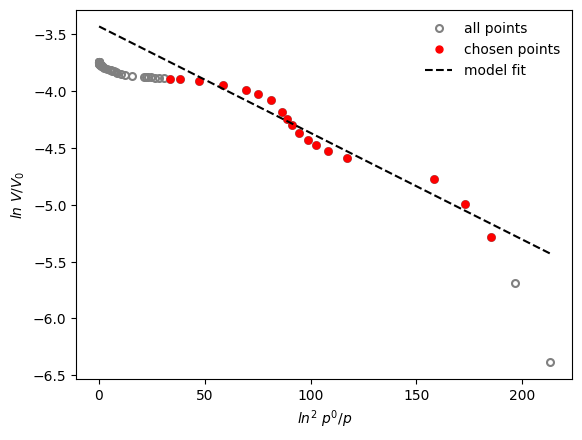 all points
chosen points
model fit
−3.5
−4.0
−4.5
−5.0
−5.5
−6.0
−6.5
ln V/V₀
0
50
100
150
200
ln² p⁰/p